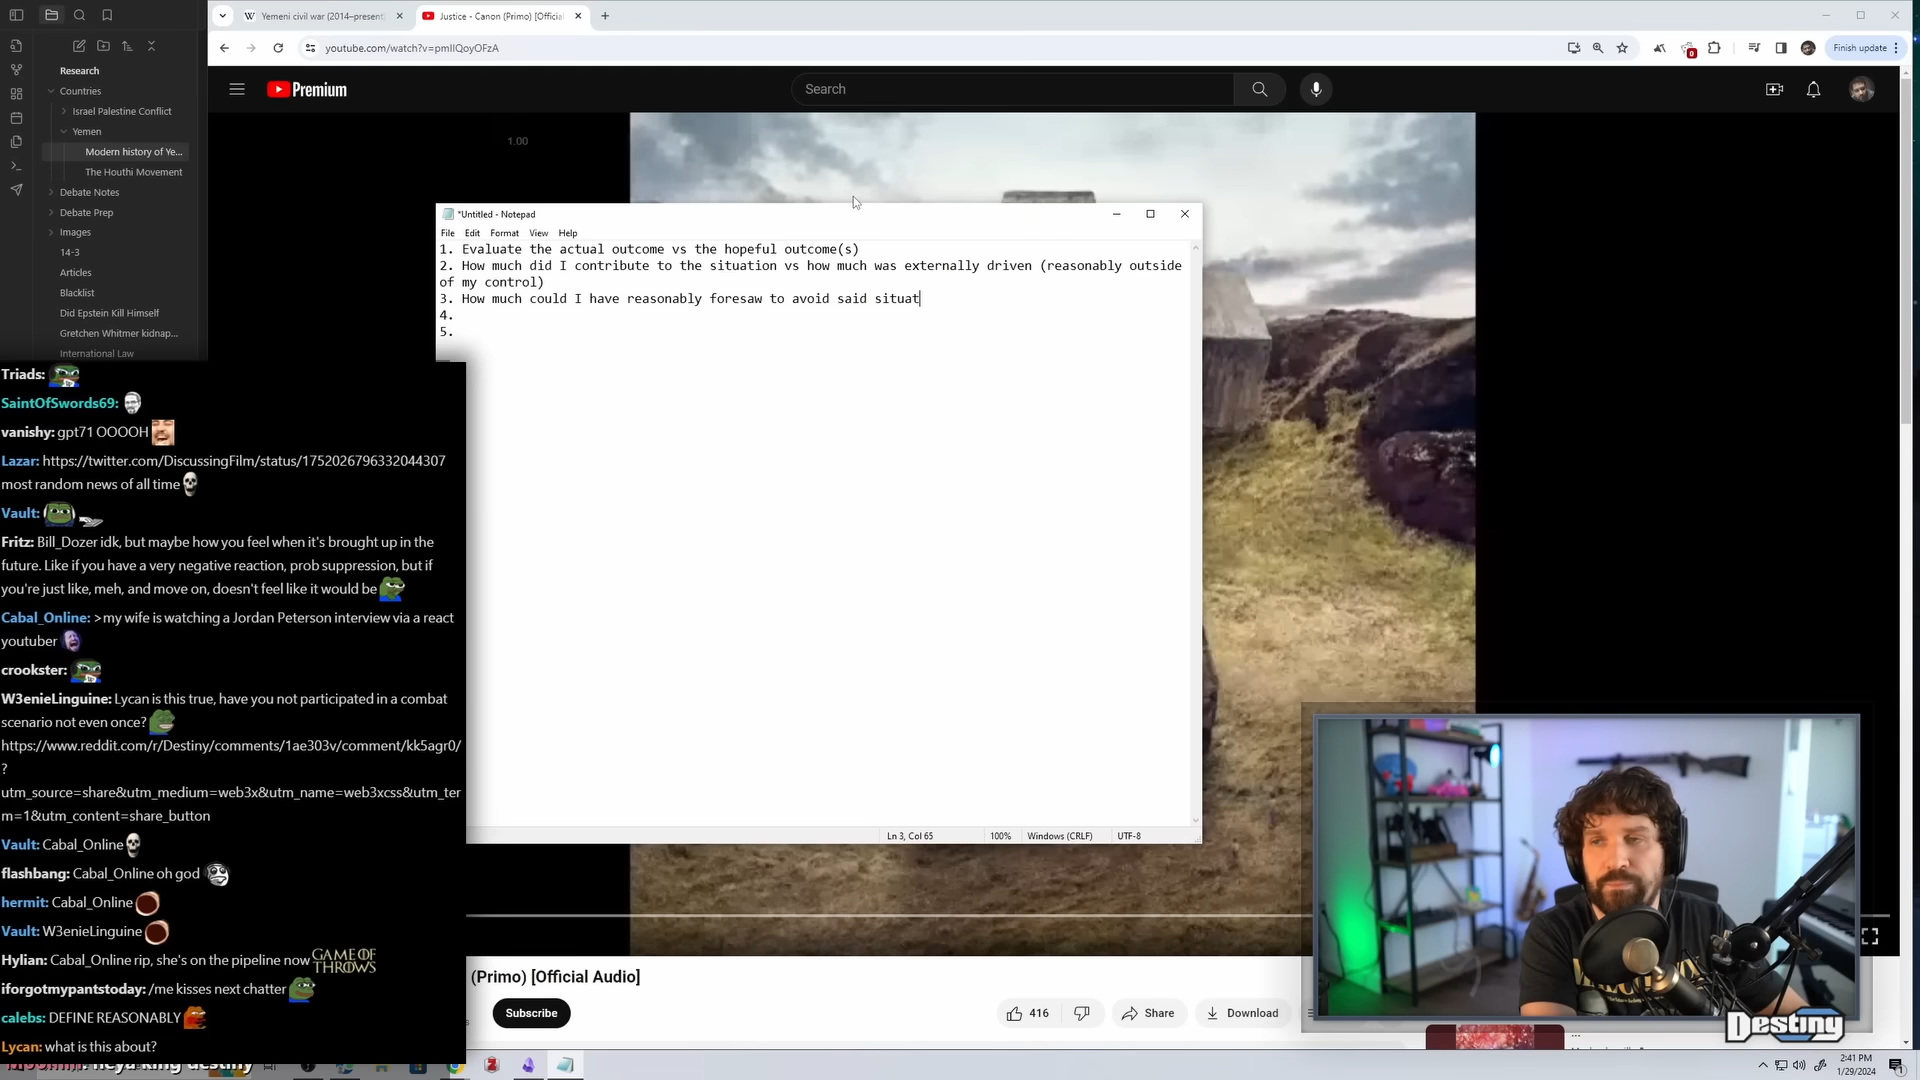 Research
Countries
Israel Palestine Conflict
Yemen
Modern history of Ye...
The Houthi Movement
Debate Notes
Debate Prep
Images
14-3
Articles
Blacklist
Did Epstein Kill Himself
Gretchen Whitmer kidnap...
International Law
Yemeni civil war (2014–present)
Justice - Canon (Primo) [Official
youtube.com/watch?v=pmIlQoyOFzA
Finish update
Premium
Search
1.00
*Untitled - Notepad
File Edit Format View Help
1. Evaluate the actual outcome vs the hopeful outcome(s)
2. How much did I contribute to the situation vs how much was externally driven (reasonably outside
of my control)
3. How much could I have reasonably foresaw to avoid said situat
4.
5.
Ln 3, Col 65
100%
Windows (CRLF)
UTF-8
Triads:
SaintOfSwords69:
vanishy: gpt71 OOOOH
Lazar: https://twitter.com/DiscussingFilm/status/1752026796332044307
most random news of all time
Vault:
Fritz: Bill_Dozer idk, but maybe how you feel when it's brought up in the
future. Like if you have a very negative reaction, prob suppression, but if
you're just like, meh, and move on, doesn't feel like it would be
Cabal_Online: >my wife is watching a Jordan Peterson interview via a react
youtuber
crookster:
W3enieLinguine: Lycan is this true, have you not participated in a combat
scenario not even once?
https://www.reddit.com/r/Destiny/comments/1ae303v/comment/kk5agr0/
?
utm_source=share&utm_medium=web3x&utm_name=web3xcss&utm_ter
m=1&utm_content=share_button
Vault: Cabal_Online
flashbang: Cabal_Online oh god
hermit: Cabal_Online
Vault: W3enieLinguine
Hylian: Cabal_Online rip, she's on the pipeline now GAME OF
THROWS
iforgotmypantstoday: /me kisses next chatter
calebs: DEFINE REASONABLY
Lycan: what is this about?
heya king destiny
(Primo) [Official Audio]
Subscribe
416
Share
Download
Destiny
2:41 PM
1/29/2024